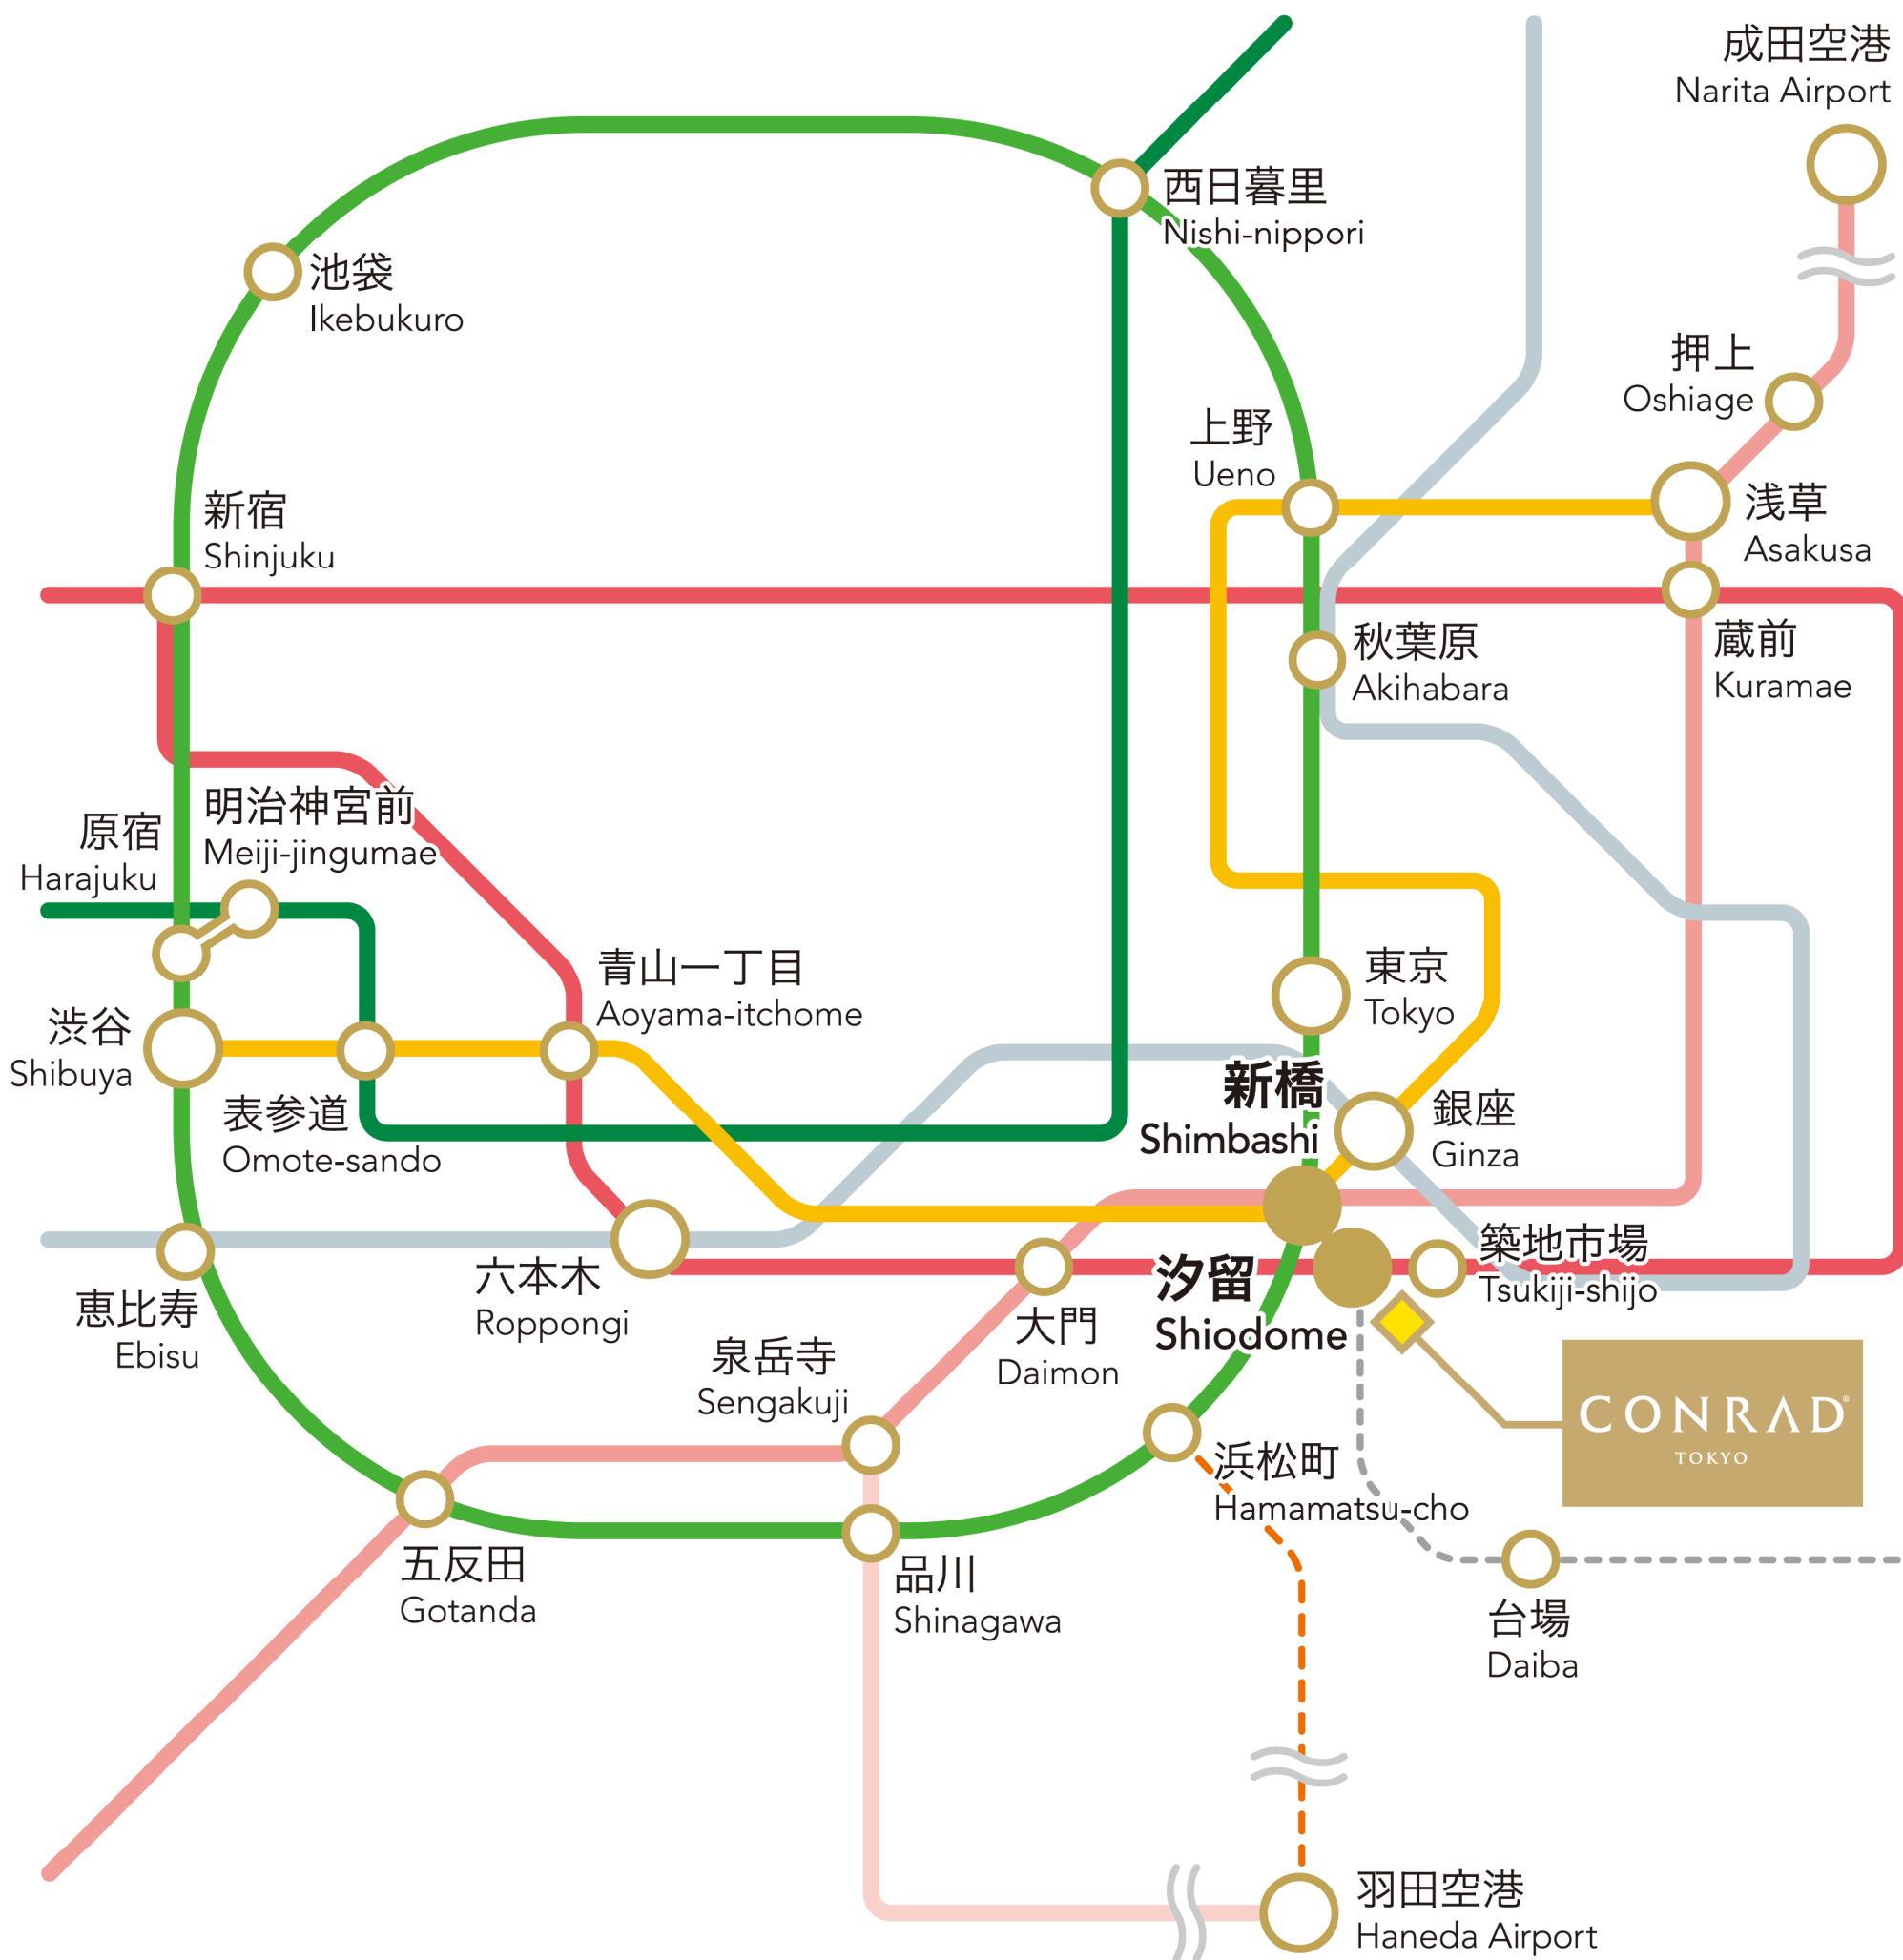 成田空港
Narita Airport
西日暮里
Nishi-nippori
池袋
Ikebukuro
押上
Oshiage
上野
Ueno
新宿
Shinjuku
浅草
Asakusa
秋葉原
Akihabara
蔵前
Kuramae
明治神宮前
Meiji-jingumae
原宿
Harajuku
青山一丁目
Aoyama-itchome
東京
Tokyo
渋谷
Shibuya
新橋
Shimbashi
銀座
Ginza
表参道
Omote-sando
築地市場
Tsukiji-shijo
六本木
Roppongi
汐留
Shiodome
恵比寿
Ebisu
大門
Daimon
泉岳寺
Sengakuji
CONRAD®
TOKYO
浜松町
Hamamatsu-cho
五反田
Gotanda
品川
Shinagawa
台場
Daiba
羽田空港
Haneda Airport